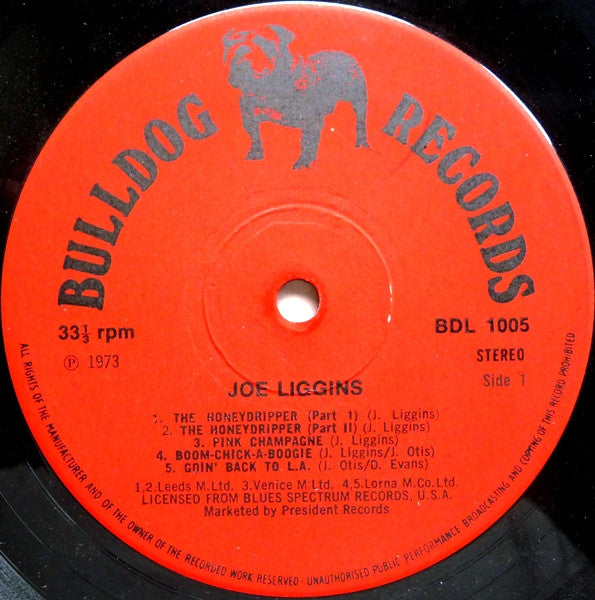 BULLDOG RECORDS
33⅓ rpm
BDL 1005
℗ 1973
STEREO
Side 1
JOE LIGGINS
1. THE HONEYDRIPPER (Part 1) (J. Liggins)
2. THE HONEYDRIPPER (Part II) (J. Liggins)
3. PINK CHAMPAGNE (J. Liggins)
4. BOOM-CHICK-A-BOOGIE (J. Liggins/J. Otis)
5. GOIN' BACK TO L.A. (J. Otis/D. Evans)
1,2.Leeds M.Ltd. 3.Venice M.Ltd. 4,5.Lorna M.Co.Ltd.
LICENSED FROM BLUES SPECTRUM RECORDS, U.S.A.
Marketed by President Records
ALL RIGHTS OF THE MANUFACTURER AND OF THE OWNER OF THE RECORDED WORK RESERVED - UNAUTHORISED PUBLIC PERFORMANCE, BROADCASTING AND COPYING OF THIS RECORD PROHIBITED